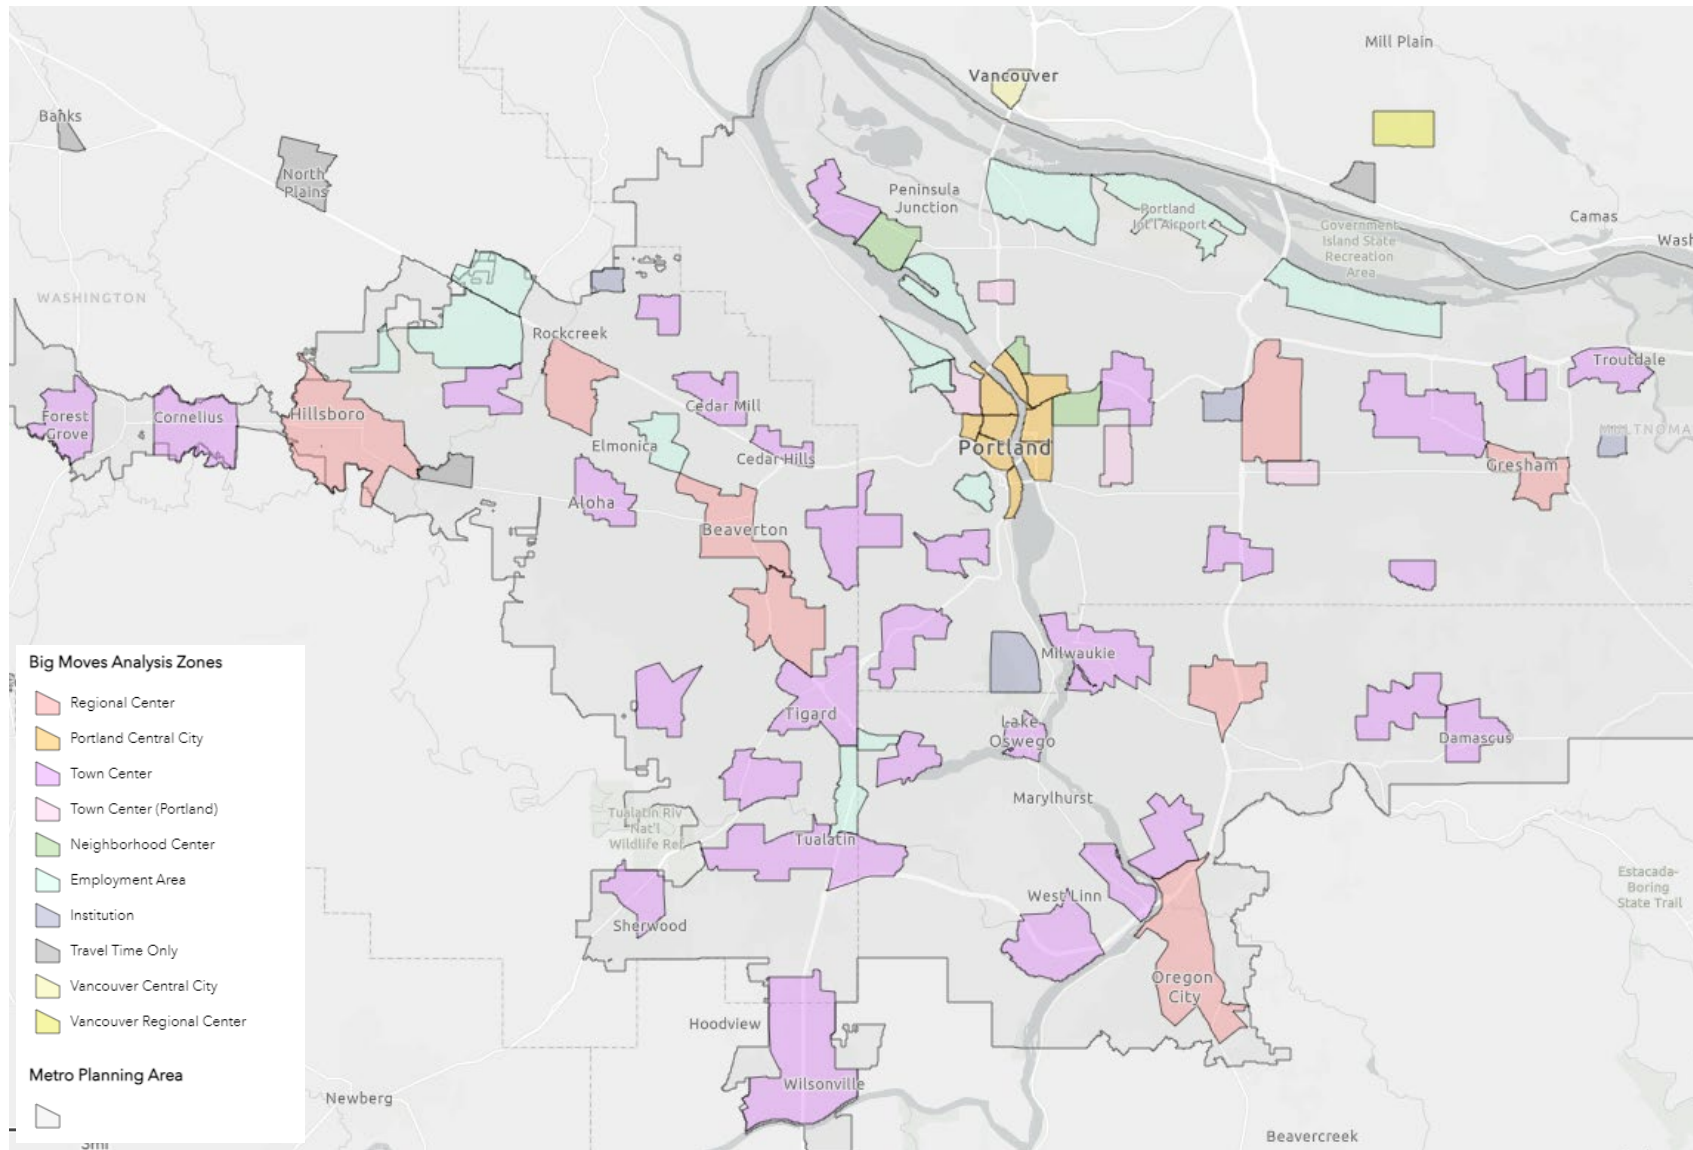 Mill Plain
Vancouver
Banks
North
Plains
Peninsula
Junction
Portland
Int'l Airport
Government
Island State
Recreation
Area
Camas
Wash
WASHINGTON
Rockcreek
Troutdale
Forest
Grove
Cornelius
Hillsboro
Cedar Mill
Elmonica
Cedar Hills
Portland
Gresham
Aloha
Beaverton
Milwaukie
Tigard
Lake
Oswego
Damascus
Marylhurst
Tualatin Riv
Nat'l
Wildlife Ref
Tualatin
West Linn
Sherwood
Estacada-
Boring
State Trail
Oregon
City
Hoodview
Wilsonville
Newberg
Beavercreek
Big Moves Analysis Zones
Regional Center
Portland Central City
Town Center
Town Center (Portland)
Neighborhood Center
Employment Area
Institution
Travel Time Only
Vancouver Central City
Vancouver Regional Center
Metro Planning Area